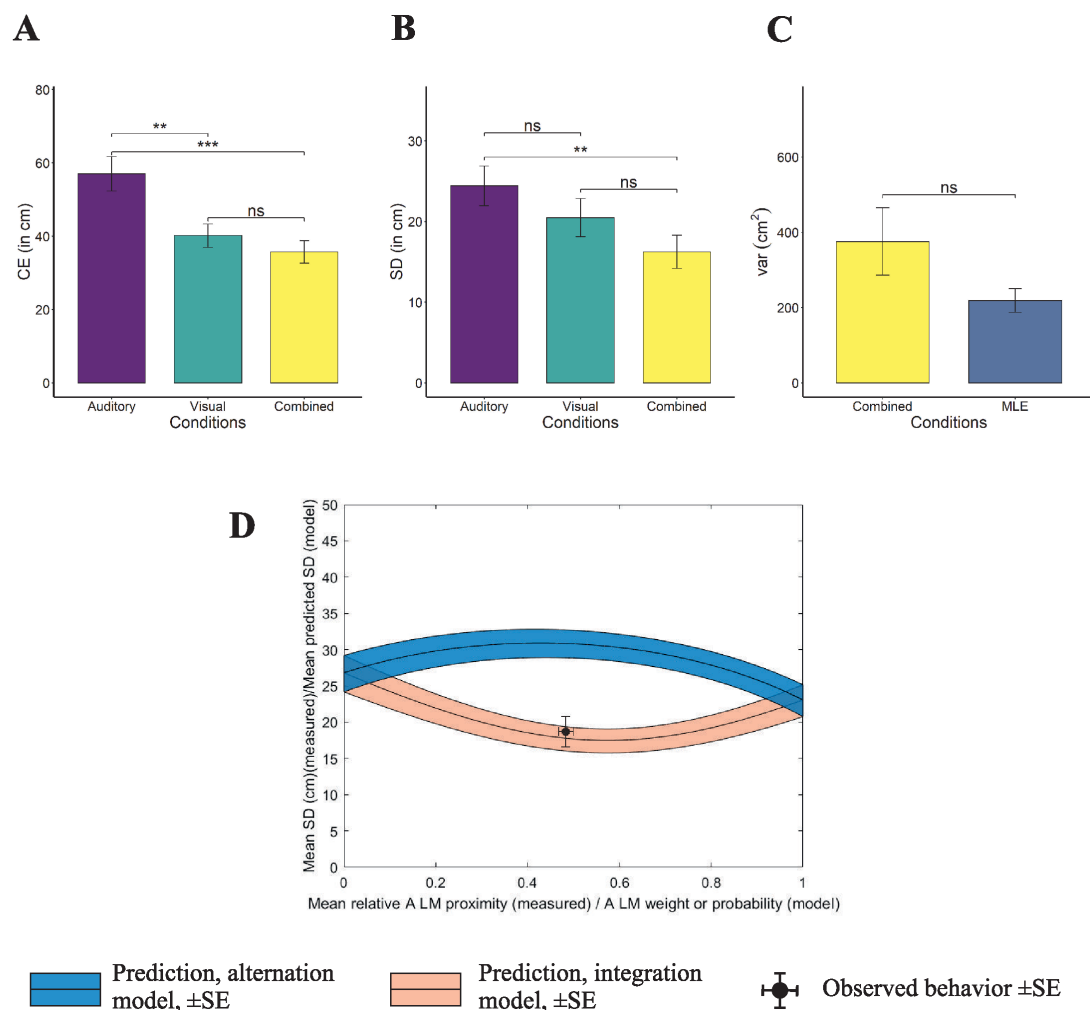 A
B
C
80
60
40
20
0
CE (in cm)
**
***
ns
Auditory
Visual
Combined
Conditions
30
20
10
0
SD (in cm)
ns
**
ns
Auditory
Visual
Combined
Conditions
600
400
200
0
var (cm²)
ns
Combined
MLE
Conditions
D
50
45
40
35
30
25
20
15
10
5
0
Mean SD (cm)(measured)/Mean predicted SD (model)
0
0.2
0.4
0.6
0.8
1
Mean relative A LM proximity (measured) / A LM weight or probability (model)
Prediction, alternation
model, ±SE
Prediction, integration
model, ±SE
Observed behavior ±SE